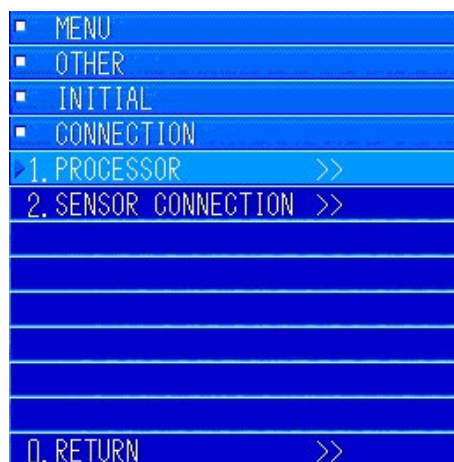 MENU
OTHER
INITIAL
CONNECTION
1. PROCESSOR >>
2. SENSOR CONNECTION >>
0. RETURN >>